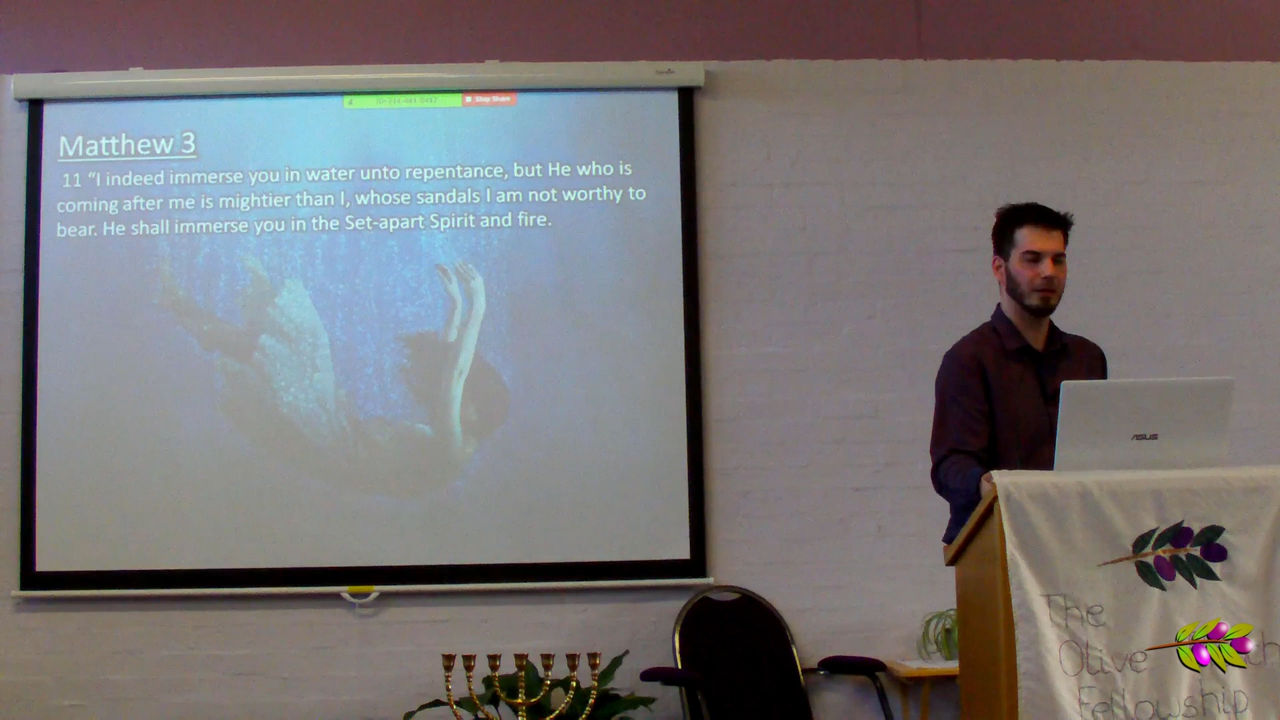 Stop Share
Matthew 3
11 “I indeed immerse you in water unto repentance, but He who is
coming after me is mightier than I, whose sandals I am not worthy to
bear. He shall immerse you in the Set-apart Spirit and fire.
ASUS
The
Olive
Fellowship